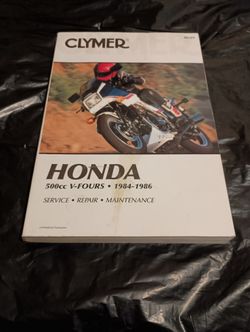 CLYMER
HONDA
500cc V-FOURS • 1984-1986
SERVICE • REPAIR • MAINTENANCE